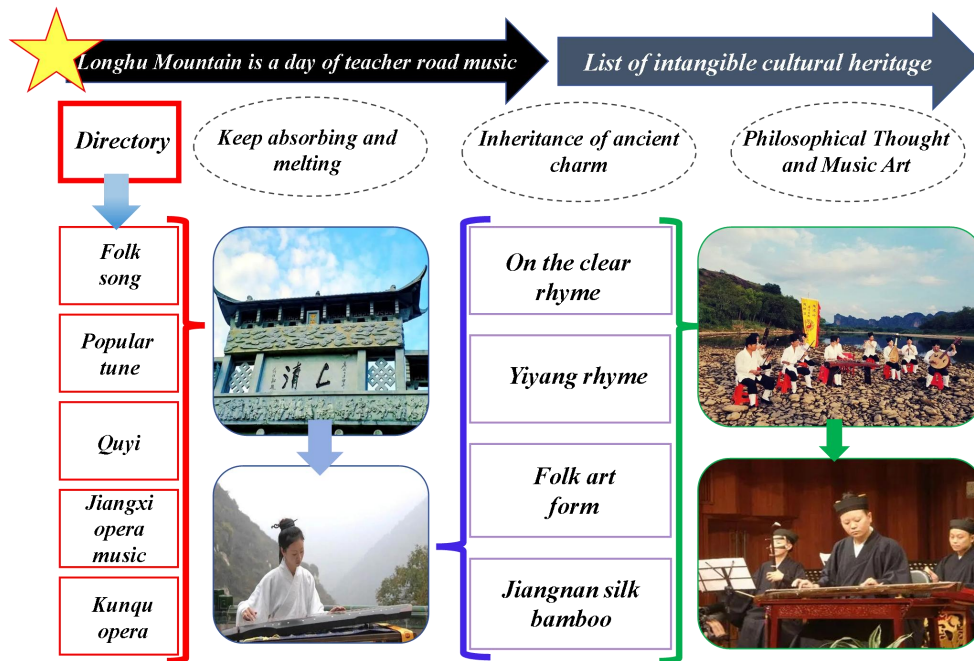 Longhu Mountain is a day of teacher road music
List of intangible cultural heritage
Directory
Keep absorbing and
melting
Inheritance of ancient
charm
Philosophical Thought
and Music Art
Folk
song
Popular
tune
Quyi
Jiangxi
opera
music
Kunqu
opera
清上
On the clear
rhyme
Yiyang rhyme
Folk art
form
Jiangnan silk
bamboo